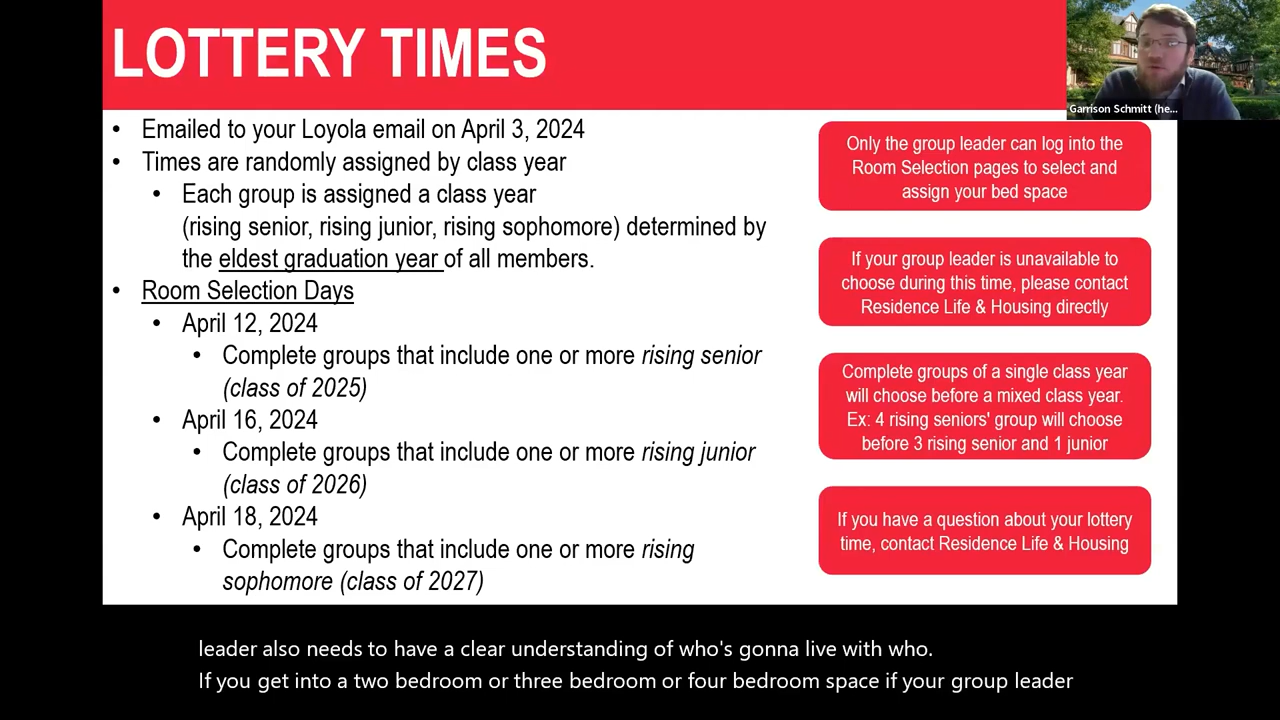 LOTTERY TIMES
Garrison Schmitt (he...
• Emailed to your Loyola email on April 3, 2024
• Times are randomly assigned by class year
• Each group is assigned a class year
(rising senior, rising junior, rising sophomore) determined by
the eldest graduation year of all members.
• Room Selection Days
• April 12, 2024
• Complete groups that include one or more rising senior
(class of 2025)
• April 16, 2024
• Complete groups that include one or more rising junior
(class of 2026)
• April 18, 2024
• Complete groups that include one or more rising
sophomore (class of 2027)
Only the group leader can log into the
Room Selection pages to select and
assign your bed space
If your group leader is unavailable to
choose during this time, please contact
Residence Life & Housing directly
Complete groups of a single class year
will choose before a mixed class year.
Ex: 4 rising seniors' group will choose
before 3 rising senior and 1 junior
If you have a question about your lottery
time, contact Residence Life & Housing
leader also needs to have a clear understanding of who's gonna live with who.
If you get into a two bedroom or three bedroom or four bedroom space if your group leader